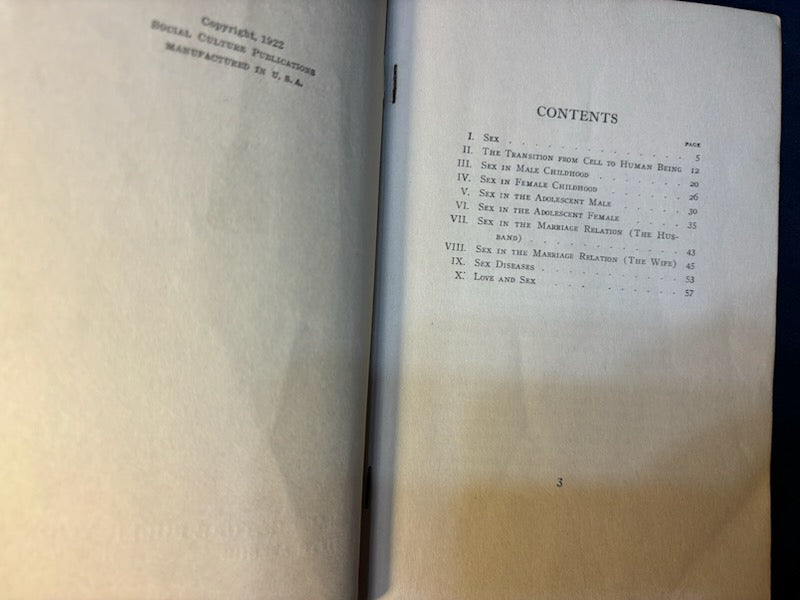 Copyright, 1922
Social Culture Publications
MANUFACTURED IN U. S. A.
CONTENTS
PAGE
I. Sex . . . . . . . . . . . . . 5
II. The Transition from Cell to Human Being 12
III. Sex in Male Childhood . . . . . . 20
IV. Sex in Female Childhood . . . . . 26
V. Sex in the Adolescent Male . . . . 30
VI. Sex in the Adolescent Female . . . . 35
VII. Sex in the Marriage Relation (The Hus-
band) . . . . . . . . . . . 43
VIII. Sex in the Marriage Relation (The Wife) 45
IX. Sex Diseases . . . . . . . . . . 53
X. Love and Sex . . . . . . . . . . 57
3